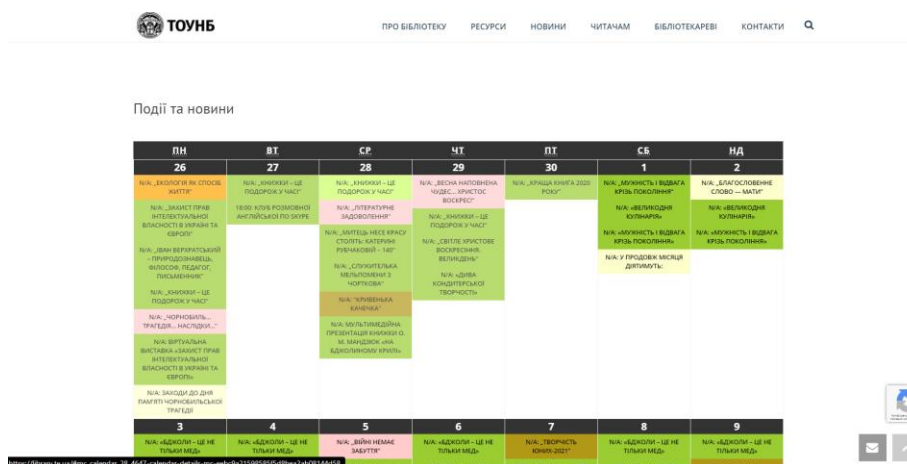 ТОУНБ
ПРО БІБЛІОТЕКУ РЕСУРСИ НОВИНИ ЧИТАЧАМ БІБЛІОТЕКАРЕВІ КОНТАКТИ
Події та новини
ПН ВТ СР ЧТ ПТ СБ НД
26 27 28 29 30 1 2
N/A: „ЕКОЛОГІЯ ЯК СПОСІБ
ЖИТТЯ"
N/A: „ЗАХИСТ ПРАВ
ІНТЕЛЕКТУАЛЬНОЇ
ВЛАСНОСТІ В УКРАЇНІ ТА
ЄВРОПІ"
N/A: „ІВАН ВЕРХРАТСЬКИЙ
– ПРИРОДОЗНАВЕЦЬ,
ФІЛОСОФ, ПЕДАГОГ,
ПИСЬМЕННИК"
N/A: „КНИЖКИ – ЦЕ
ПОДОРОЖ У ЧАСІ"
N/A: „ЧОРНОБИЛЬ...
ТРАГЕДІЯ... НАСЛІДКИ..."
N/A: ВІРТУАЛЬНА
ВИСТАВКА «ЗАХИСТ ПРАВ
ІНТЕЛЕКТУАЛЬНОЇ
ВЛАСНОСТІ В УКРАЇНІ ТА
ЄВРОПІ»
N/A: ЗАХОДИ ДО ДНЯ
ПАМ'ЯТІ ЧОРНОБИЛЬСЬКОЇ
ТРАГЕДІЇ
N/A: „КНИЖКИ – ЦЕ
ПОДОРОЖ У ЧАСІ"
18:00: КЛУБ РОЗМОВНОЇ
АНГЛІЙСЬКОЇ ПО SKYPE
N/A: „КНИЖКИ – ЦЕ
ПОДОРОЖ У ЧАСІ"
N/A: „ЛІТЕРАТУРНЕ
ЗАДОВОЛЕННЯ"
N/A: „МИТЕЦЬ НЕСЕ КРАСУ
СТОЛІТЬ: КАТЕРИНІ
РУБЧАКОВІЙ – 140"
N/A: „СЛУЖИТЕЛЬКА
МЕЛЬПОМЕНИ З
ЧОРТКОВА"
N/A: "КРИВЕНЬКА
КАЧЕЧКА"
N/A: МУЛЬТИМЕДІЙНА
ПРЕЗЕНТАЦІЯ КНИЖКИ О.
М. МАНДЗЮК «НА
БДЖОЛИНОМУ КРИЛІ»
N/A: „ВЕСНА НАПОВНЕНА
ЧУДЕС... ХРИСТОС
ВОСКРЕС!"
N/A: „КНИЖКИ – ЦЕ
ПОДОРОЖ У ЧАСІ"
N/A: „СВІТЛЕ ХРИСТОВЕ
ВОСКРЕСІННЯ.
ВЕЛИКДЕНЬ"
N/A: «ДИВА
КОНДИТЕРСЬКОЇ
ТВОРЧОСТІ»
N/A: „КРАЩА КНИГА 2020
РОКУ"
N/A: „МУЖНІСТЬ І ВІДВАГА
КРІЗЬ ПОКОЛІННЯ"
N/A: «ВЕЛИКОДНЯ
КУЛІНАРІЯ»
N/A: «МУЖНІСТЬ І ВІДВАГА
КРІЗЬ ПОКОЛІННЯ»
N/A: У ПРОДОВЖ МІСЯЦЯ
ДІЯТИМУТЬ:
N/A: „БЛАГОСЛОВЕННЕ
СЛОВО — МАТИ"
N/A: «ВЕЛИКОДНЯ
КУЛІНАРІЯ»
N/A: «МУЖНІСТЬ І ВІДВАГА
КРІЗЬ ПОКОЛІННЯ»
3 4 5 6 7 8 9
N/A: «БДЖОЛИ – ЦЕ НЕ
ТІЛЬКИ МЕД»
N/A: «БДЖОЛИ – ЦЕ НЕ
ТІЛЬКИ МЕД»
N/A: „ВІЙНІ НЕМАЄ
ЗАБУТТЯ"
N/A: «БДЖОЛИ – ЦЕ НЕ
ТІЛЬКИ МЕД»
N/A: „ТВОРЧІСТЬ
ЮНИХ-2021"
N/A: «БДЖОЛИ – ЦЕ НЕ
ТІЛЬКИ МЕД»
N/A: «БДЖОЛИ – ЦЕ НЕ
ТІЛЬКИ МЕД»